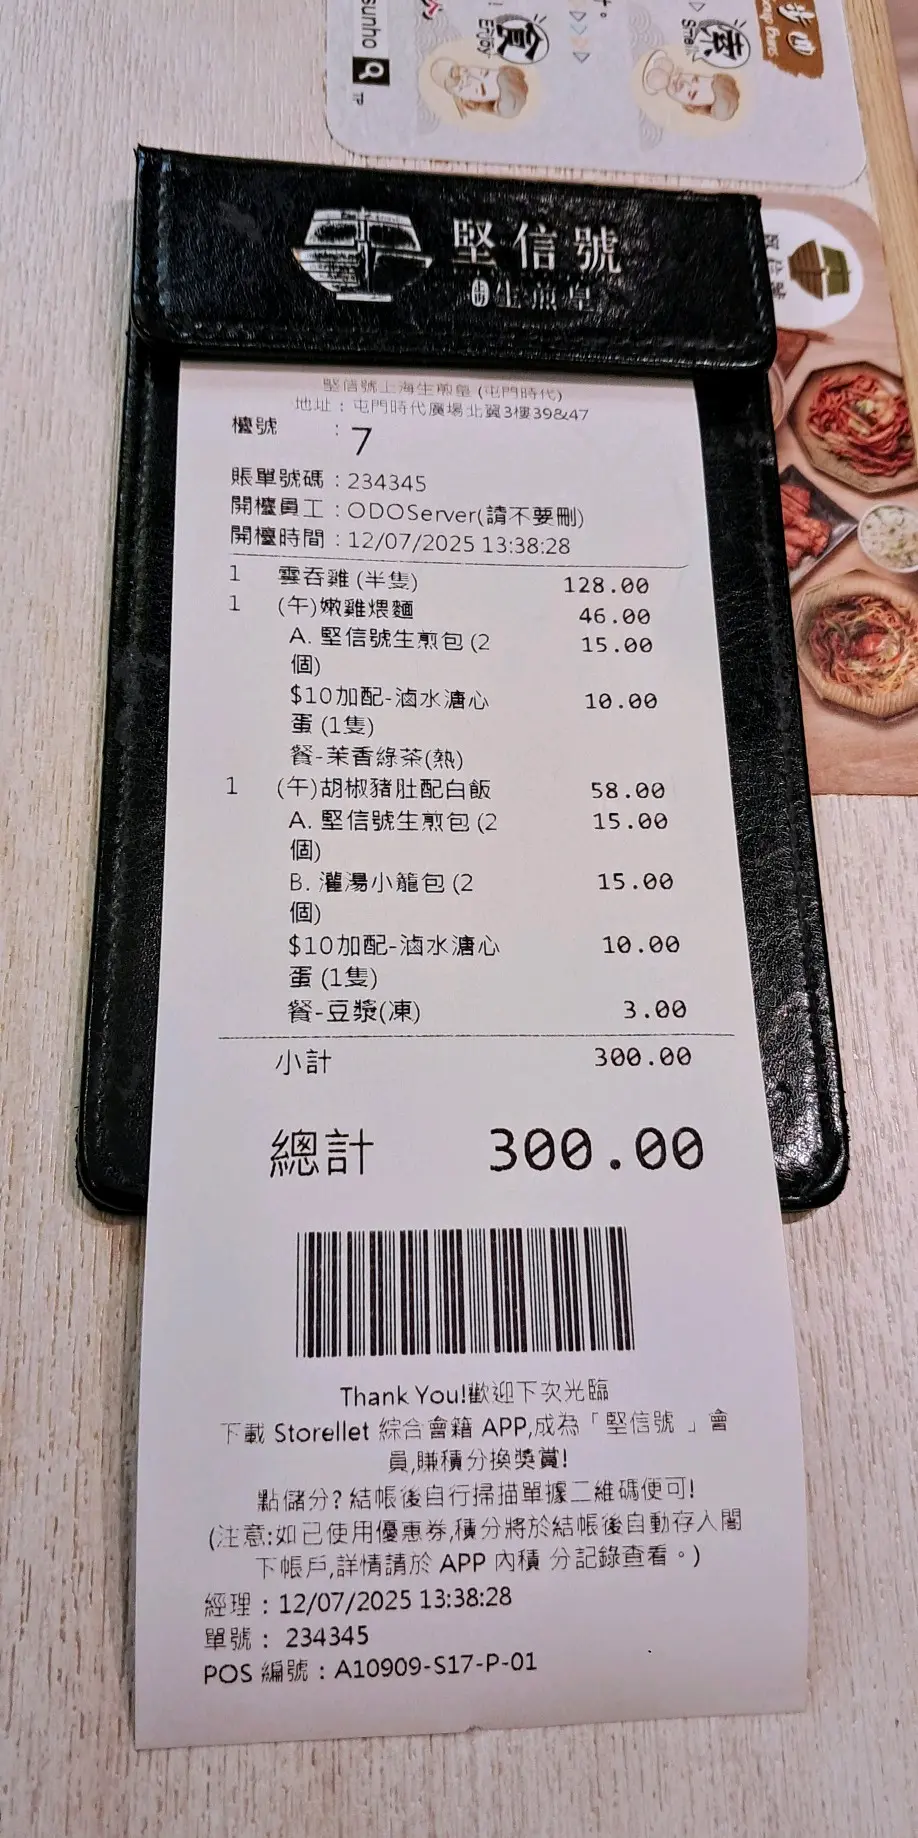 sunho
食
Enjoy
蒸
堅信號
上海生煎皇
堅信號上海生煎皇 (屯門時代)
地址：屯門時代廣場北翼3樓39&47
檯號 : 7
賬單號碼：234345
開檯員工：ODOServer(請不要刪)
開檯時間：12/07/2025 13:38:28
1 雲吞雞 (半隻) 128.00
1 (午)嫩雞煨麵 46.00
A. 堅信號生煎包 (2 15.00
個)
$10加配-滷水溏心 10.00
蛋 (1隻)
餐-茉香綠茶(熱)
1 (午)胡椒豬肚配白飯 58.00
A. 堅信號生煎包 (2 15.00
個)
B. 灌湯小籠包 (2 15.00
個)
$10加配-滷水溏心 10.00
蛋 (1隻)
餐-豆漿(凍) 3.00
小計 300.00
總計 300.00
Thank You!歡迎下次光臨
下載 Storellet 綜合會籍 APP,成為「堅信號 」會
員,賺積分換獎賞!
點儲分? 結帳後自行掃描單據二維碼便可!
(注意:如已使用優惠券,積分將於結帳後自動存入閣
下帳戶,詳情請於 APP 內積 分記錄查看。)
經理：12/07/2025 13:38:28
單號： 234345
POS 編號：A10909-S17-P-01